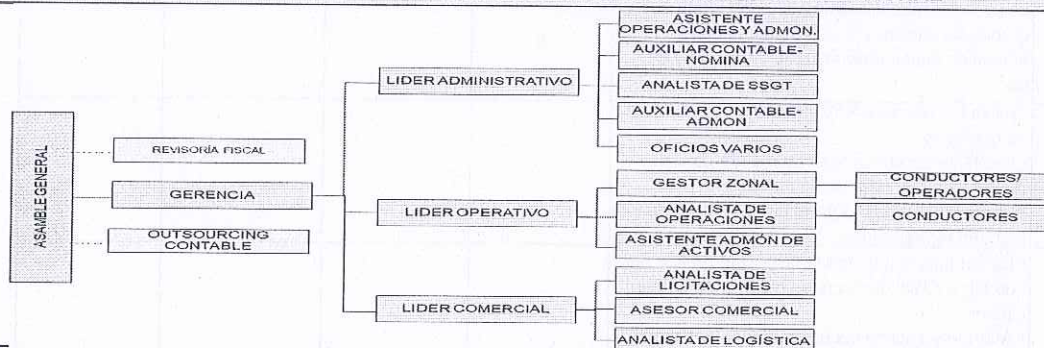 ASAMBLE GENERAL
REVISORÍA FISCAL
GERENCIA
OUTSOURCING
CONTABLE
LIDER ADMINISTRATIVO
LIDER OPERATIVO
LIDER COMERCIAL
ASISTENTE
OPERACIONES Y ADMON.
AUXILIAR CONTABLE-
NOMINA
ANALISTA DE SSGT
AUXILIAR CONTABLE-
ADMON
OFICIOS VARIOS
GESTOR ZONAL
ANALISTA DE
OPERACIONES
ASISTENTE ADMÓN DE
ACTIVOS
ANALISTA DE
LICITACIONES
ASESOR COMERCIAL
ANALISTA DE LOGÍSTICA
CONDUCTORES/
OPERADORES
CONDUCTORES